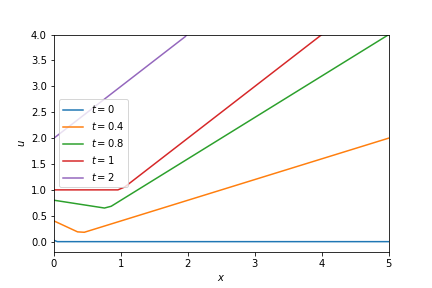 4.0
3.5
3.0
2.5
2.0
1.5
1.0
0.5
0.0
u
t = 0
t = 0.4
t = 0.8
t = 1
t = 2
0 1 2 3 4 5
x